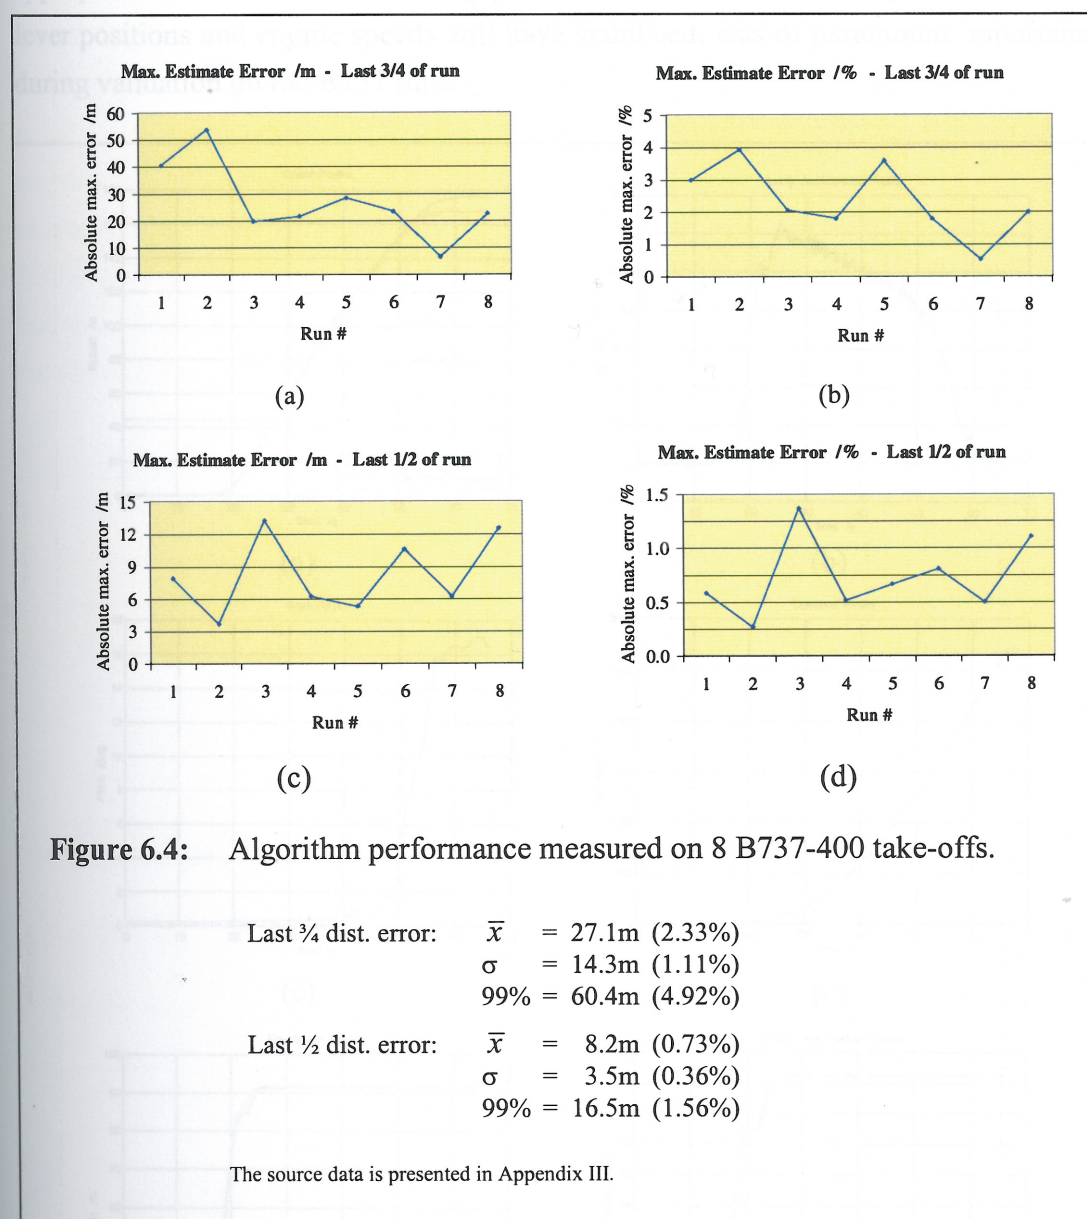 lever positions and engine speeds
during validation
Max. Estimate Error /m - Last 3/4 of run
Absolute max. error /m
60
50
40
30
20
10
0
1 2 3 4 5 6 7 8
Run #
(a)
Max. Estimate Error /% - Last 3/4 of run
Absolute max. error /%
5
4
3
2
1
0
1 2 3 4 5 6 7 8
Run #
(b)
Max. Estimate Error /m - Last 1/2 of run
Absolute max. error /m
15
12
9
6
3
0
1 2 3 4 5 6 7 8
Run #
(c)
Max. Estimate Error /% - Last 1/2 of run
Absolute max. error /%
1.5
1.0
0.5
0.0
1 2 3 4 5 6 7 8
Run #
(d)
Figure 6.4: Algorithm performance measured on 8 B737-400 take-offs.
Last ¾ dist. error: x̅ = 27.1m (2.33%)
σ = 14.3m (1.11%)
99% = 60.4m (4.92%)
Last ½ dist. error: x̅ = 8.2m (0.73%)
σ = 3.5m (0.36%)
99% = 16.5m (1.56%)
The source data is presented in Appendix III.